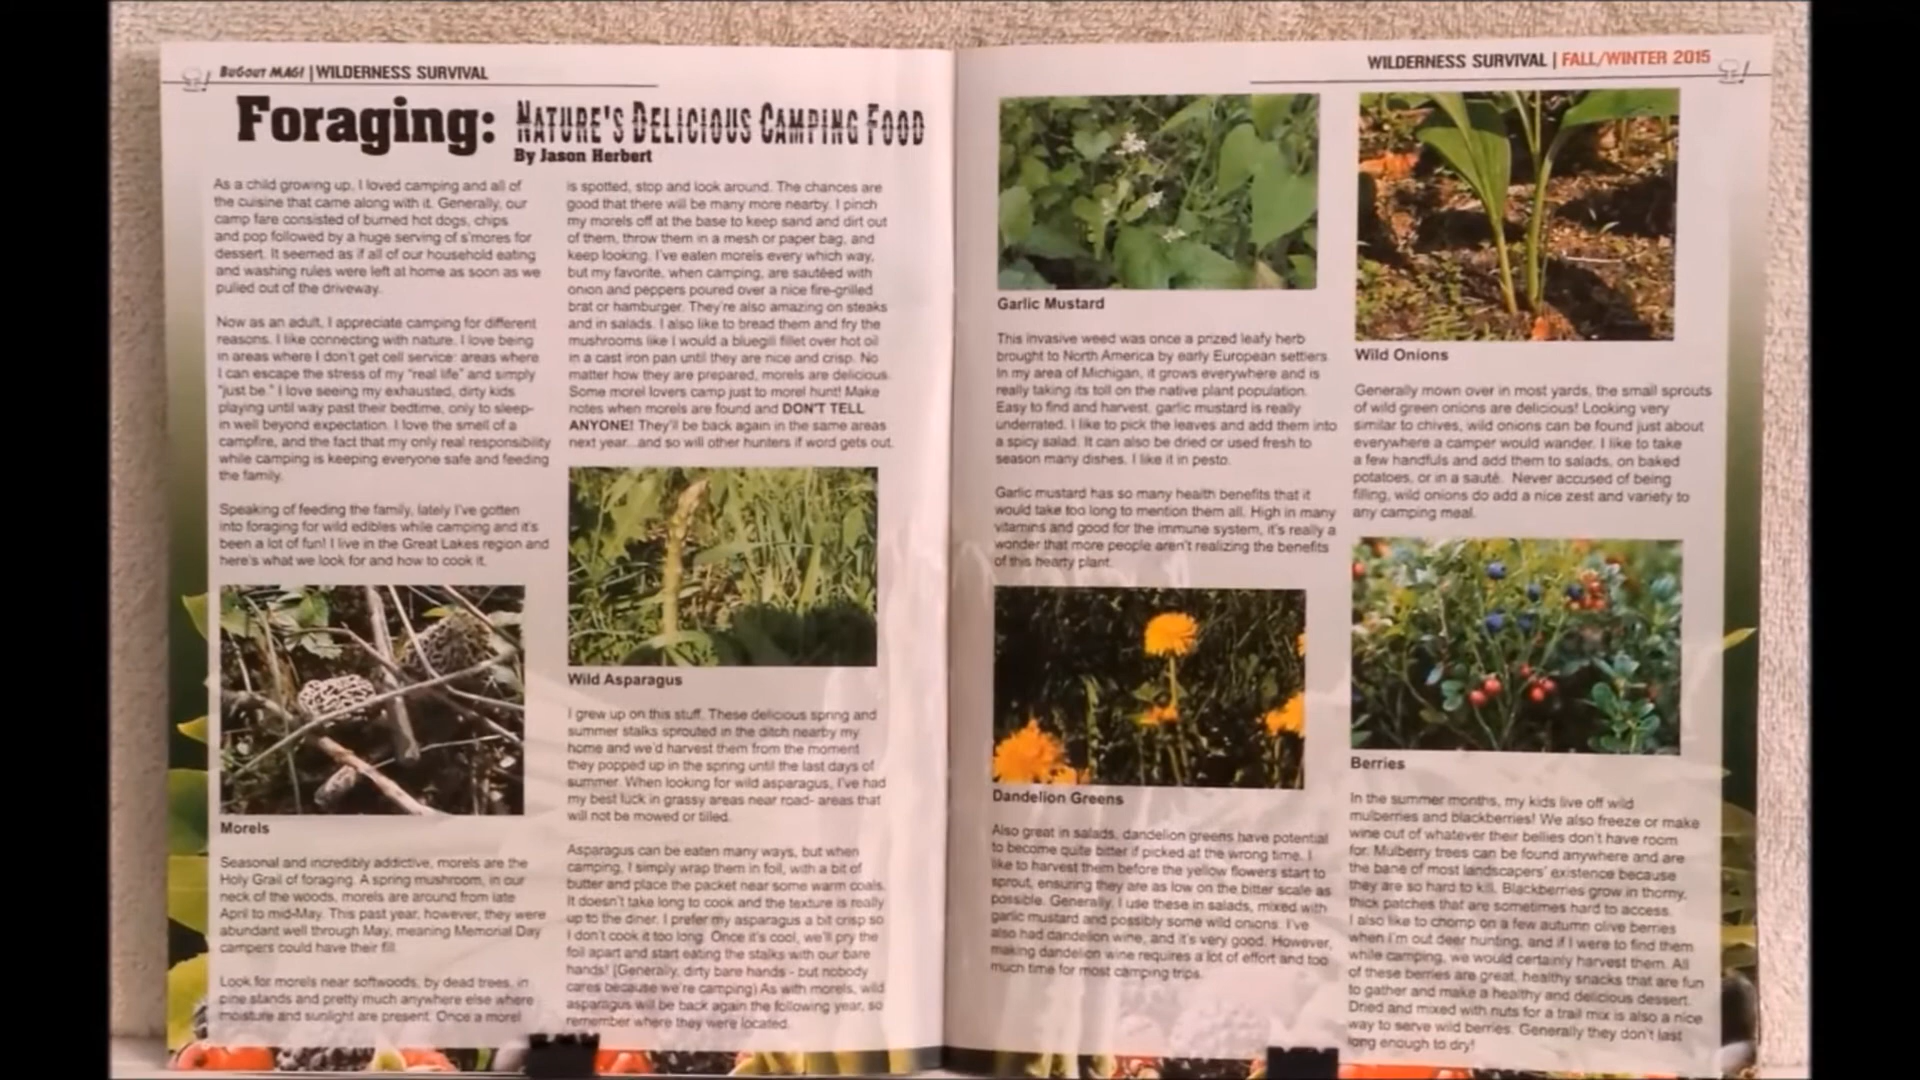 BUGOUT MAG! | WILDERNESS SURVIVAL
Foraging: NATURE'S DELICIOUS CAMPING FOOD
By Jason Herbert
As a child growing up, I loved camping and all of
the cuisine that came along with it. Generally, our
camp fare consisted of burned hot dogs, chips
and pop followed by a huge serving of s'mores for
dessert. It seemed as if all of our household eating
and washing rules were left at home as soon as we
pulled out of the driveway.
Now as an adult, I appreciate camping for different
reasons. I like connecting with nature. I love being
in areas where I don't get cell service: areas where
I can escape the stress of my "real life" and simply
"just be." I love seeing my exhausted, dirty kids
playing until way past their bedtime, only to sleep-
in well beyond expectation. I love the smell of a
campfire, and the fact that my only real responsibility
while camping is keeping everyone safe and feeding
the family.
Speaking of feeding the family, lately I've gotten
into foraging for wild edibles while camping and it's
been a lot of fun! I live in the Great Lakes region and
here's what we look for and how to cook it.
Morels
Seasonal and incredibly addictive, morels are the
Holy Grail of foraging. A spring mushroom, in our
neck of the woods, morels are around from late
April to mid-May. This past year, however, they were
abundant well through May, meaning Memorial Day
campers could have their fill.
Look for morels near softwoods, by dead trees, in
pine stands and pretty much anywhere else where
moisture and sunlight are present. Once a morel
is spotted, stop and look around. The chances are
good that there will be many more nearby. I pinch
my morels off at the base to keep sand and dirt out
of them, throw them in a mesh or paper bag, and
keep looking. I've eaten morels every which way,
but my favorite, when camping, are sautéed with
onion and peppers poured over a nice fire-grilled
brat or hamburger. They're also amazing on steaks
and in salads. I also like to bread them and fry the
mushrooms like I would a bluegill fillet over hot oil
in a cast iron pan until they are nice and crisp. No
matter how they are prepared, morels are delicious.
Some morel lovers camp just to morel hunt! Make
notes when morels are found and DON'T TELL
ANYONE! They'll be back again in the same areas
next year...and so will other hunters if word gets out.
Wild Asparagus
I grew up on this stuff. These delicious spring and
summer stalks sprouted in the ditch nearby my
home and we'd harvest them from the moment
they popped up in the spring until the last days of
summer. When looking for wild asparagus, I've had
my best luck in grassy areas near road- areas that
will not be mowed or tilled.
Asparagus can be eaten many ways, but when
camping, I simply wrap them in foil, with a bit of
butter and place the packet near some warm coals.
It doesn't take long to cook and the texture is really
up to the diner. I prefer my asparagus a bit crisp so
I don't cook it too long. Once it's cool, we'll pry the
foil apart and start eating the stalks with our bare
hands! (Generally, dirty bare hands - but nobody
cares because we're camping) As with morels, wild
asparagus will be back again the following year, so
remember where they were located.
WILDERNESS SURVIVAL | FALL/WINTER 2015
Garlic Mustard
This invasive weed was once a prized leafy herb
brought to North America by early European settlers.
In my area of Michigan, it grows everywhere and is
really taking its toll on the native plant population.
Easy to find and harvest, garlic mustard is really
underrated. I like to pick the leaves and add them into
a spicy salad. It can also be dried or used fresh to
season many dishes. I like it in pesto.
Garlic mustard has so many health benefits that it
would take too long to mention them all. High in many
vitamins and good for the immune system, it's really a
wonder that more people aren't realizing the benefits
of this hearty plant.
Dandelion Greens
Also great in salads, dandelion greens have potential
to become quite bitter if picked at the wrong time. I
like to harvest them before the yellow flowers start to
sprout, ensuring they are as low on the bitter scale as
possible. Generally, I use these in salads, mixed with
garlic mustard and possibly some wild onions. I've
also had dandelion wine, and it's very good. However,
making dandelion wine requires a lot of effort and too
much time for most camping trips.
Wild Onions
Generally mown over in most yards, the small sprouts
of wild green onions are delicious! Looking very
similar to chives, wild onions can be found just about
everywhere a camper would wander. I like to take
a few handfuls and add them to salads, on baked
potatoes, or in a sauté. Never accused of being
filling, wild onions do add a nice zest and variety to
any camping meal.
Berries
In the summer months, my kids live off wild
mulberries and blackberries! We also freeze or make
wine out of whatever their bellies don't have room
for. Mulberry trees can be found anywhere and are
the bane of most landscapers' existence because
they are so hard to kill. Blackberries grow in thorny,
thick patches that are sometimes hard to access.
I also like to chomp on a few autumn olive berries
when I'm out deer hunting, and if I were to find them
while camping, we would certainly harvest them. All
of these berries are great, healthy snacks that are fun
to gather and make a healthy and delicious dessert.
Dried and mixed with nuts for a trail mix is also a nice
way to serve wild berries. Generally they don't last
long enough to dry!